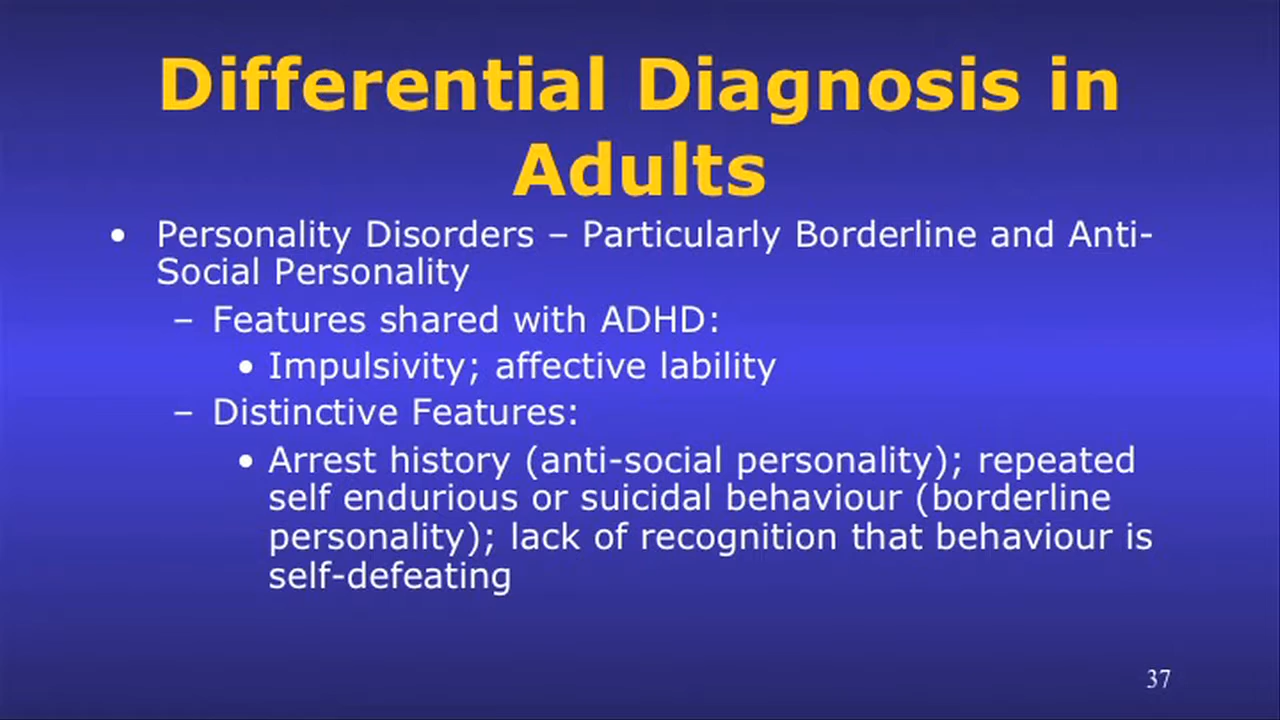 Differential Diagnosis in
Adults
• Personality Disorders – Particularly Borderline and Anti-
Social Personality
– Features shared with ADHD:
• Impulsivity; affective lability
– Distinctive Features:
• Arrest history (anti-social personality); repeated
self endurious or suicidal behaviour (borderline
personality); lack of recognition that behaviour is
self-defeating
37